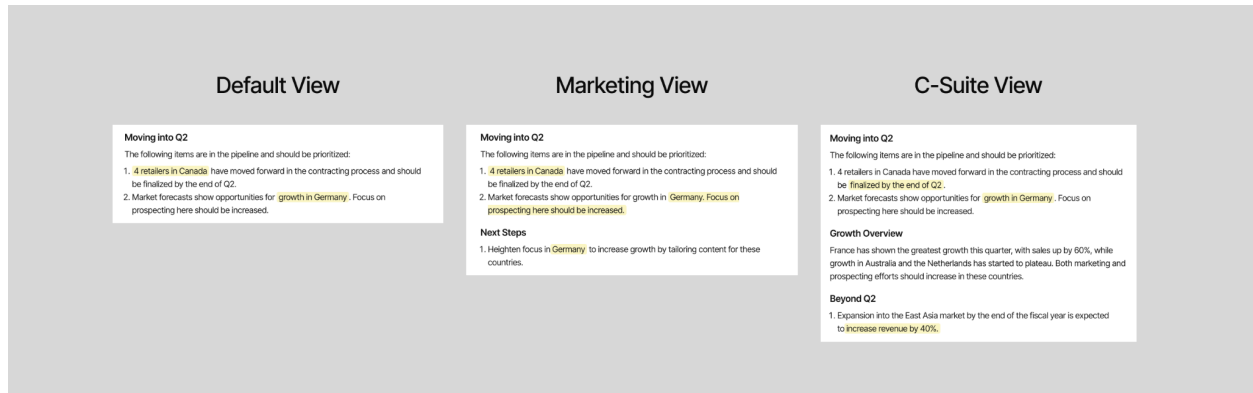 Default View
Moving into Q2
The following items are in the pipeline and should be prioritized:
1. 4 retailers in Canada have moved forward in the contracting process and should
be finalized by the end of Q2.
2. Market forecasts show opportunities for growth in Germany. Focus on
prospecting here should be increased.
Marketing View
Moving into Q2
The following items are in the pipeline and should be prioritized:
1. 4 retailers in Canada have moved forward in the contracting process and should
be finalized by the end of Q2.
2. Market forecasts show opportunities for growth in Germany. Focus on
prospecting here should be increased.
Next Steps
1. Heighten focus in Germany to increase growth by tailoring content for these
countries.
C-Suite View
Moving into Q2
The following items are in the pipeline and should be prioritized:
1. 4 retailers in Canada have moved forward in the contracting process and should
be finalized by the end of Q2.
2. Market forecasts show opportunities for growth in Germany. Focus on
prospecting here should be increased.
Growth Overview
France has shown the greatest growth this quarter, with sales up by 60%, while
growth in Australia and the Netherlands has started to plateau. Both marketing and
prospecting efforts should increase in these countries.
Beyond Q2
1. Expansion into the East Asia market by the end of the fiscal year is expected
to increase revenue by 40%.